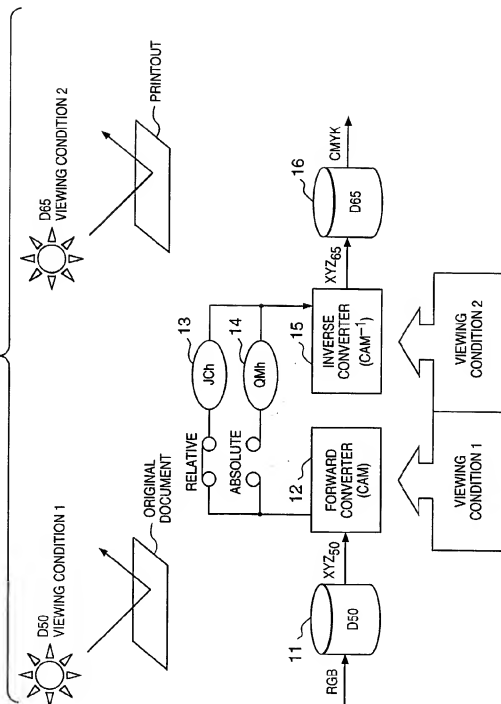 D50
VIEWING CONDITION 1
ORIGINAL
DOCUMENT
D65
VIEWING CONDITION 2
PRINTOUT
RELATIVE
JCh
13
ABSOLUTE
QMh
14
RGB
11
D50
XYZ50
12
FORWARD
CONVERTER
(CAM)
15
INVERSE
CONVERTER
(CAM⁻¹)
XYZ65
16
D65
CMYK
VIEWING
CONDITION 1
VIEWING
CONDITION 2